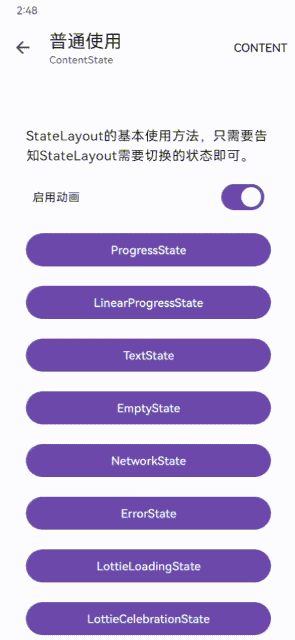 2:48
普通使用
CONTENT
ContentState
StateLayout的基本使用方法，只需要告
知StateLayout需要切换的状态即可。
启用动画
ProgressState
LinearProgressState
TextState
EmptyState
NetworkState
ErrorState
LottieLoadingState
LottieCelebrationState